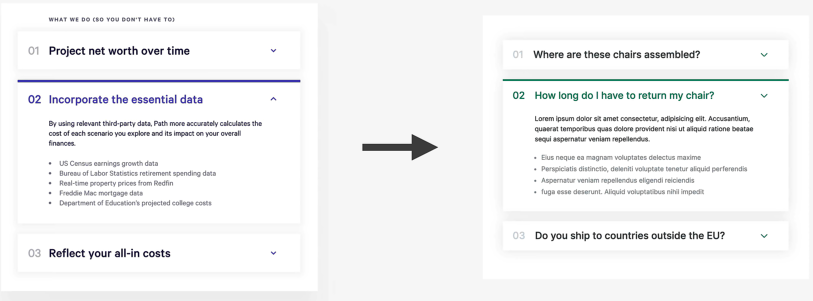 WHAT WE DO (SO YOU DON'T HAVE TO)
01 Project net worth over time
02 Incorporate the essential data
By using relevant third-party data, Path more accurately calculates the
cost of each scenario you explore and its impact on your overall
finances.
• US Census earnings growth data
• Bureau of Labor Statistics retirement spending data
• Real-time property prices from Redfin
• Freddie Mac mortgage data
• Department of Education's projected college costs
03 Reflect your all-in costs
01 Where are these chairs assembled?
02 How long do I have to return my chair?
Lorem ipsum dolor sit amet consectetur, adipisicing elit. Accusantium,
quaerat temporibus quas dolore provident nisi ut aliquid ratione beatae
sequi aspernatur veniam repellendus.
• Eius neque ea magnam voluptates delectus maxime
• Perspiciatis distinctio, deleniti voluptate tenetur aliquid perferendis
• Aspernatur veniam repellendus eligendi reiciendis
• fuga esse deserunt. Aliquid voluptatibus nihil impedit
03 Do you ship to countries outside the EU?